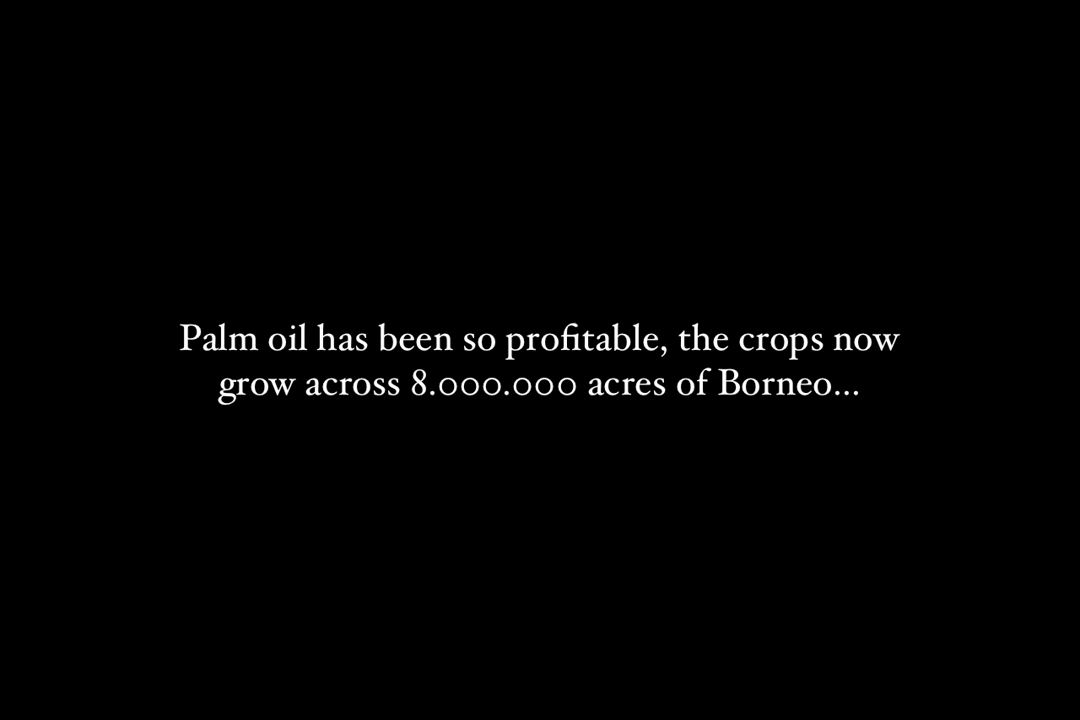 Palm oil has been so profitable, the crops now
grow across 8.000.000 acres of Borneo...